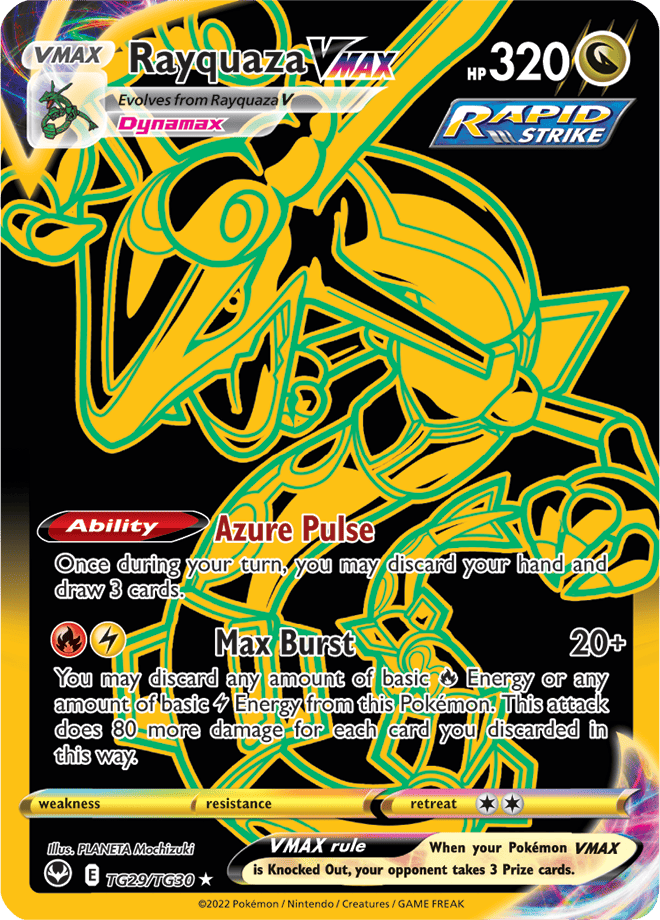 VMAX
Rayquaza VMAX
HP 320
Evolves from Rayquaza V
Dynamax
RAPID
STRIKE
Ability Azure Pulse
Once during your turn, you may discard your hand and
draw 3 cards.
Max Burst 20+
You may discard any amount of basic Energy or any
amount of basic Energy from this Pokémon. This attack
does 80 more damage for each card you discarded in
this way.
weakness resistance retreat
Illus. PLANETA Mochizuki
E TG29/TG30 ★
VMAX rule When your Pokémon VMAX
is Knocked Out, your opponent takes 3 Prize cards.
©2022 Pokémon / Nintendo / Creatures / GAME FREAK